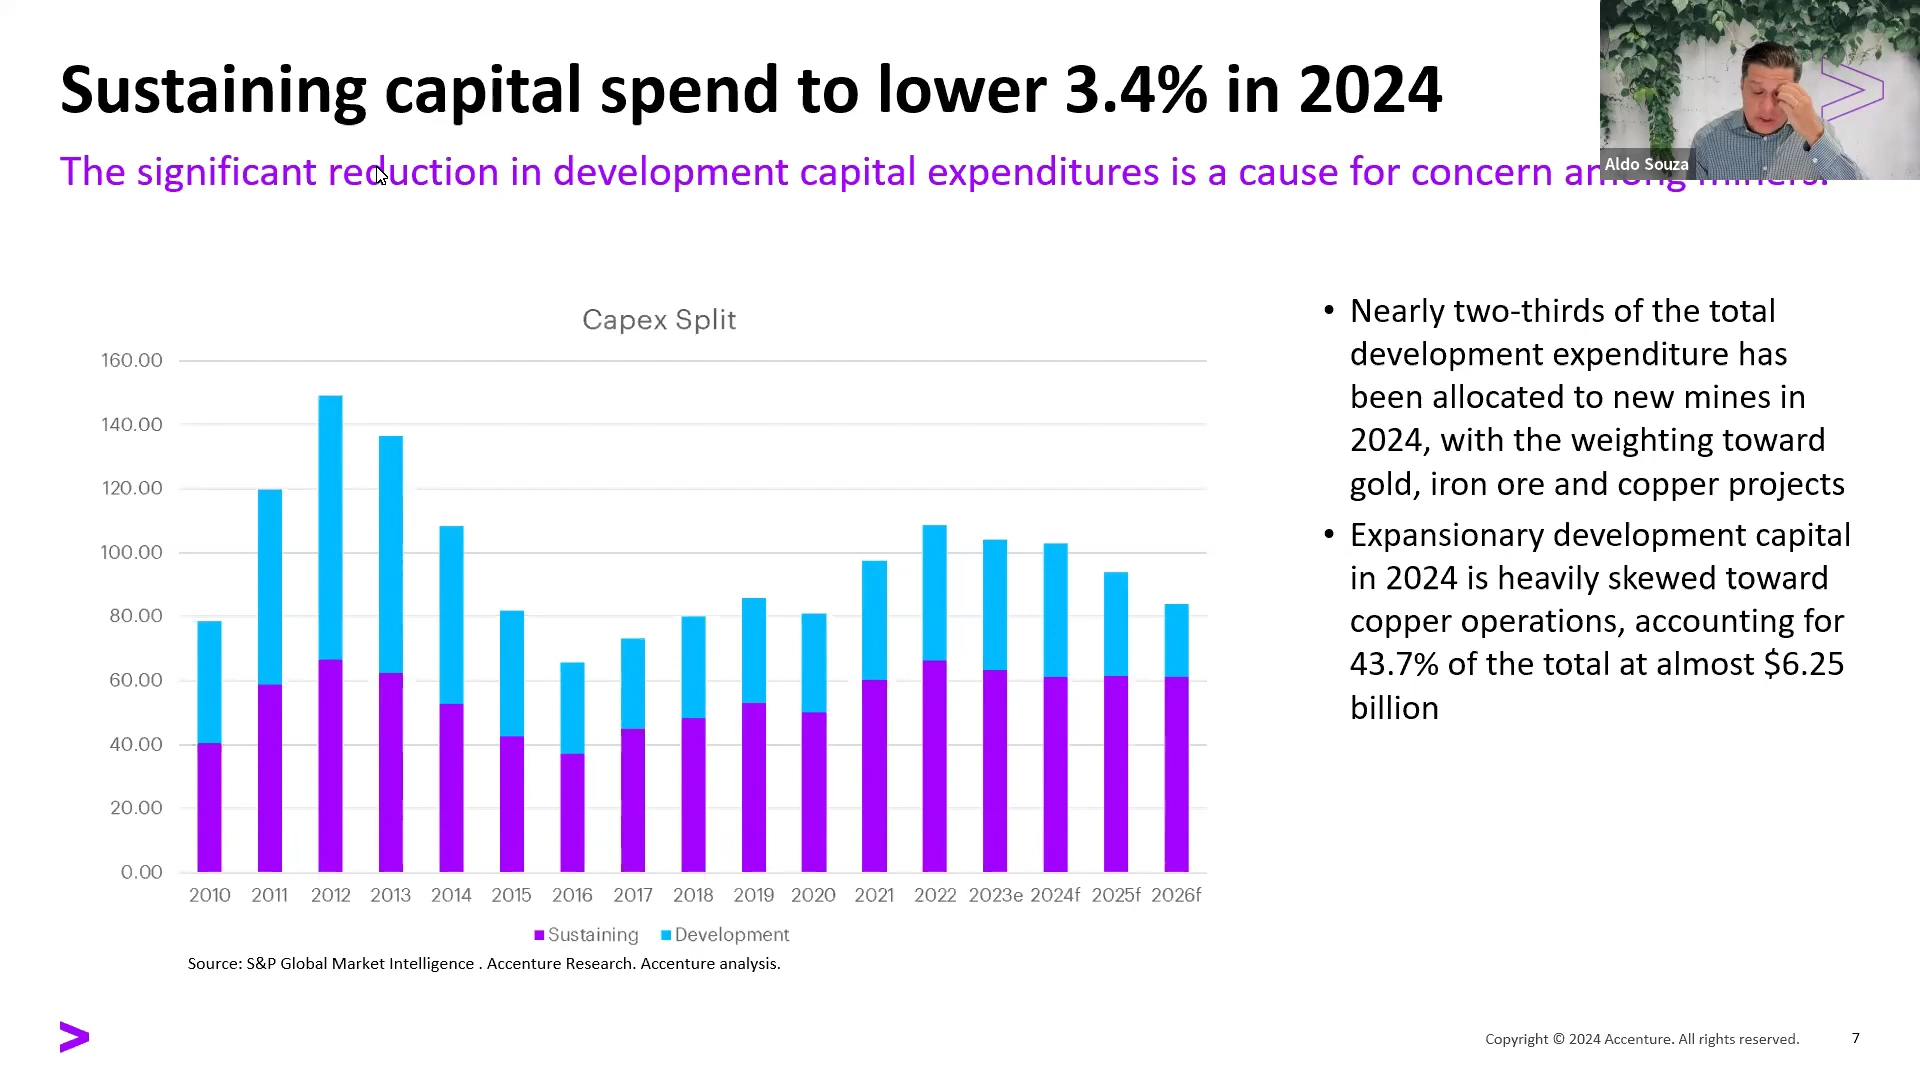 Sustaining capital spend to lower 3.4% in 2024
The significant reduction in development capital expenditures is a cause for concern among miners.
Aldo Souza
Capex Split
160.00
140.00
120.00
100.00
80.00
60.00
40.00
20.00
0.00
2010 2011 2012 2013 2014 2015 2016 2017 2018 2019 2020 2021 2022 2023e 2024f 2025f 2026f
Sustaining Development
Source: S&P Global Market Intelligence . Accenture Research. Accenture analysis.
• Nearly two-thirds of the total
development expenditure has
been allocated to new mines in
2024, with the weighting toward
gold, iron ore and copper projects
• Expansionary development capital
in 2024 is heavily skewed toward
copper operations, accounting for
43.7% of the total at almost $6.25
billion
Copyright © 2024 Accenture. All rights reserved. 7